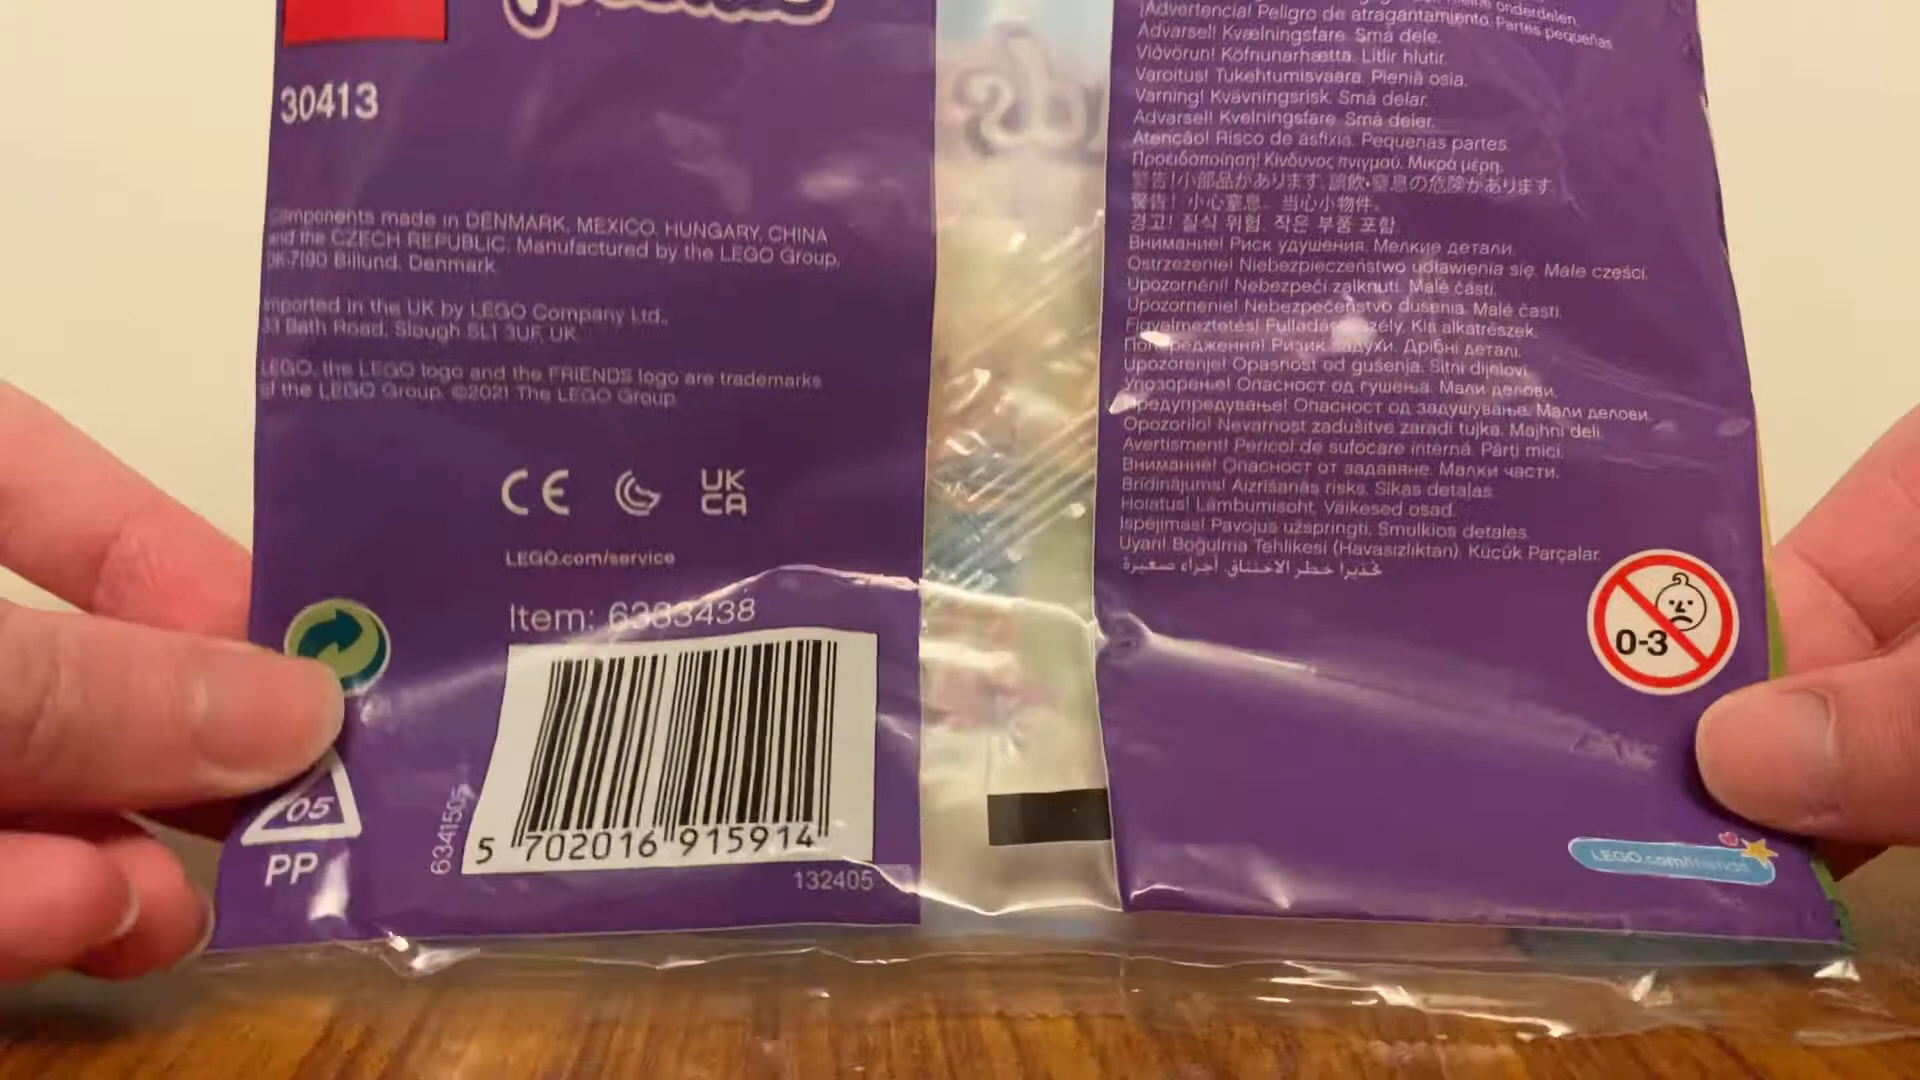 30413
Components made in DENMARK, MEXICO, HUNGARY, CHINA
and the CZECH REPUBLIC. Manufactured by the LEGO Group,
DK-7190 Billund, Denmark
Imported in the UK by LEGO Company Ltd.,
33 Bath Road, Slough SL1 3UF, UK
LEGO, the LEGO logo and the FRIENDS logo are trademarks
of the LEGO Group. ©2021 The LEGO Group.
CE
UK
CA
LEGO.com/service
Item: 6383438
6341505
5 702016 915914
132405
05
PP
onderdelen
¡Advertencia! Peligro de atragantamiento. Partes pequeñas
Advarsel! Kvælningsfare. Små dele.
Viðvörun! Köfnunarhætta. Litlir hlutir.
Varoitus! Tukehtumisvaara. Pieniä osia.
Varning! Kvävningsrisk. Små delar.
Advarsel! Kvelningsfare. Små deler.
Atenção! Risco de asfixia. Pequenas partes.
Προειδοποίηση! Κίνδυνος πνιγμού. Μικρά μέρη.
警告!小部品があります。誤飲・窒息の危険があります
警告! 小心窒息。当心小物件。
경고! 질식 위험. 작은 부품 포함.
Внимание! Риск удушения. Мелкие детали.
Ostrzeżenie! Niebezpieczeństwo udławienia się. Małe części.
Upozornění! Nebezpečí zalknutí. Malé části.
Upozornenie! Nebezpečenstvo dusenia. Malé časti.
Figyelmeztetés! Kis alkatrészek.
Попередження! Ризик задухи. Дрібні деталі.
Upozorenje! Opasnost od gušenja. Sitni dijelovi.
Упозорење! Опасност од гушења. Мали делови.
Предупредување! Опасност од задушување. Мали делови.
Opozorilo! Nevarnost zadušitve zaradi tujka. Majhni deli.
Avertisment! Pericol de sufocare internă. Părți mici.
Внимание! Опасност от задавяне. Малки части.
Brīdinājums! Aizrīšanās risks. Sīkas detaļas.
Hoiatus! Lämbumisoht. Väikesed osad.
Įspėjimas! Pavojus užspringti. Smulkios detalės.
Uyarı! Boğulma Tehlikesi (Havasızlıktan). Küçük Parçalar.
تحذير! خطر الاختناق. أجزاء صغيرة
0-3
LEGO.com/friends